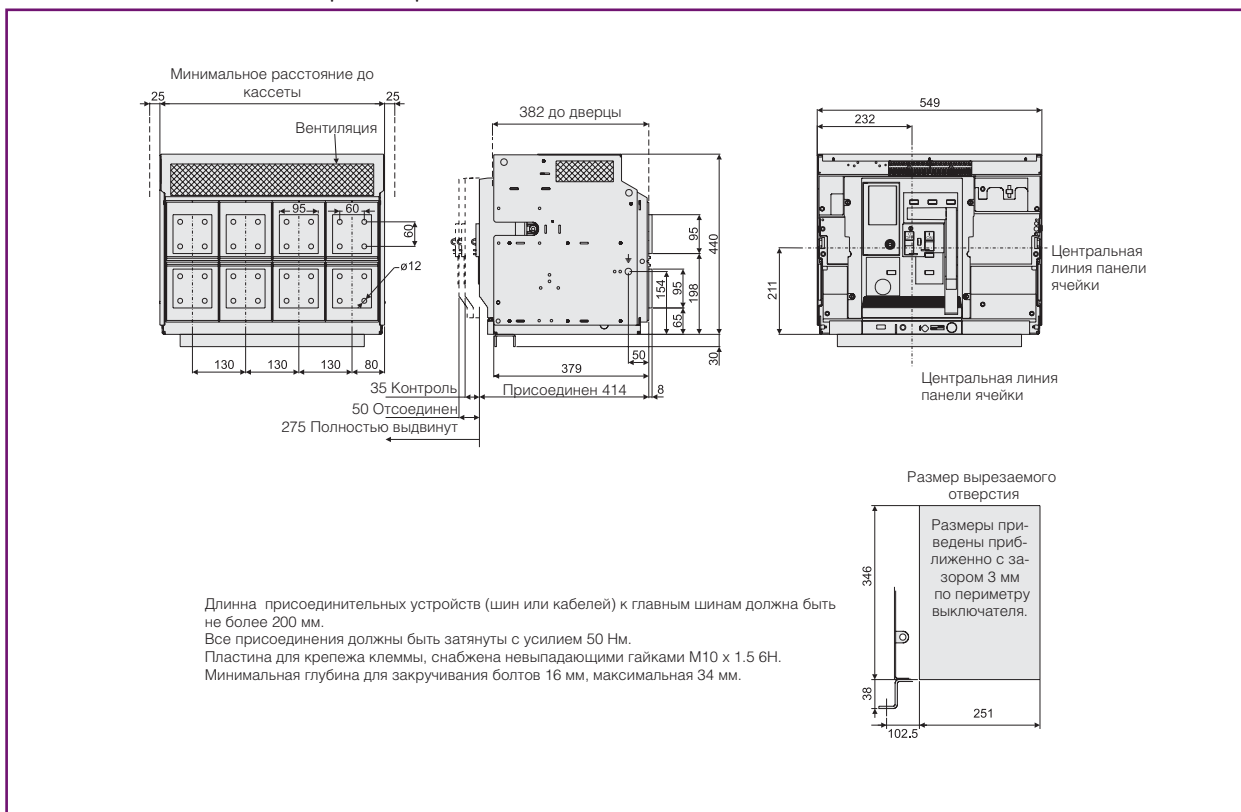 Минимальное расстояние до
кассеты
25
25
Вентиляция
95
60
60
ø12
130
130
130
80
382 до дверцы
440
95
198
95
154
65
50
30
379
35 Контроль
Присоединен 414
8
50 Отсоединен
275 Полностью выдвинут
549
232
211
Центральная
линия панели
ячейки
Центральная линия
панели ячейки
Размер вырезаемого
отверстия
Размеры при-
ведены приб-
лиженно с за-
зором 3 мм
по периметру
выключателя.
346
38
251
102.5
Длинна присоединительных устройств (шин или кабелей) к главным шинам должна быть
не более 200 мм.
Все присоединения должны быть затянуты с усилием 50 Нм.
Пластина для крепежа клеммы, снабжена невыпадающими гайками М10 х 1.5 6Н.
Минимальная глубина для закручивания болтов 16 мм, максимальная 34 мм.